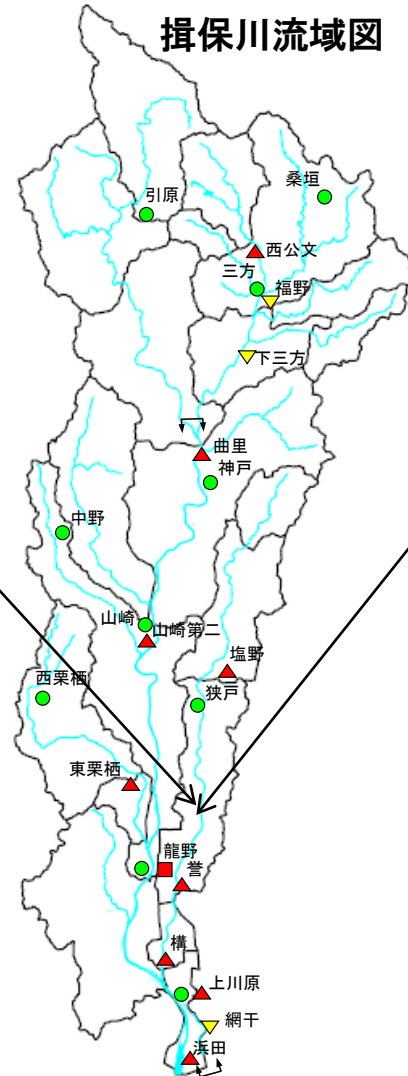 揖保川流域図
引原
桑垣
西公文
三方
福野
下三方
曲里
神戸
中野
山崎
山崎第二
塩野
西栗栖
狭戸
東栗栖
龍野
誉
構
上川原
網干
浜田